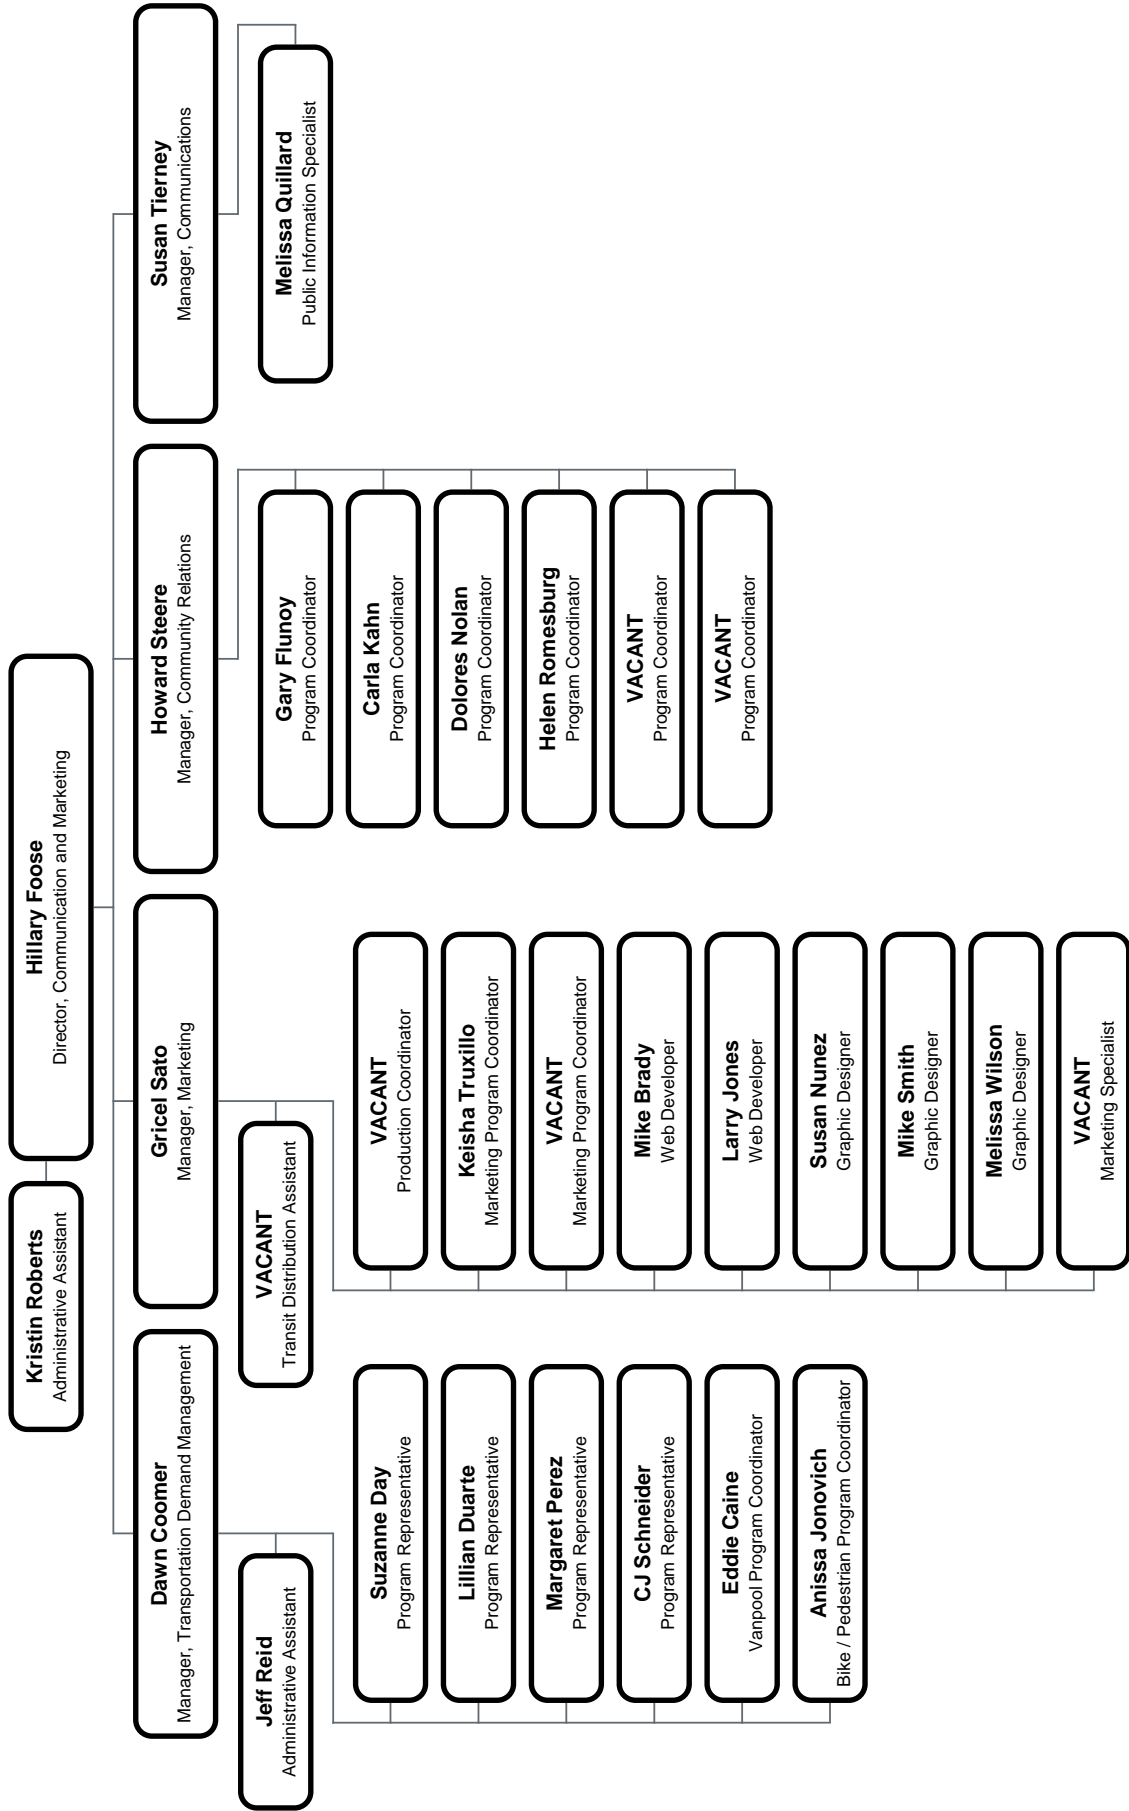 Hillary Foose
Director, Communication and Marketing
Kristin Roberts
Administrative Assistant
Dawn Coomer
Manager, Transportation Demand Management
Jeff Reid
Administrative Assistant
Suzanne Day
Program Representative
Lillian Duarte
Program Representative
Margaret Perez
Program Representative
CJ Schneider
Program Representative
Eddie Caine
Vanpool Program Coordinator
Anissa Jonovich
Bike / Pedestrian Program Coordinator
Gricel Sato
Manager, Marketing
VACANT
Transit Distribution Assistant
VACANT
Production Coordinator
Keisha Truxillo
Marketing Program Coordinator
VACANT
Marketing Program Coordinator
Mike Brady
Web Developer
Larry Jones
Web Developer
Susan Nunez
Graphic Designer
Mike Smith
Graphic Designer
Melissa Wilson
Graphic Designer
VACANT
Marketing Specialist
Howard Steere
Manager, Community Relations
Gary Flunoy
Program Coordinator
Carla Kahn
Program Coordinator
Dolores Nolan
Program Coordinator
Helen Romesburg
Program Coordinator
VACANT
Program Coordinator
VACANT
Program Coordinator
Susan Tierney
Manager, Communications
Melissa Quillard
Public Information Specialist